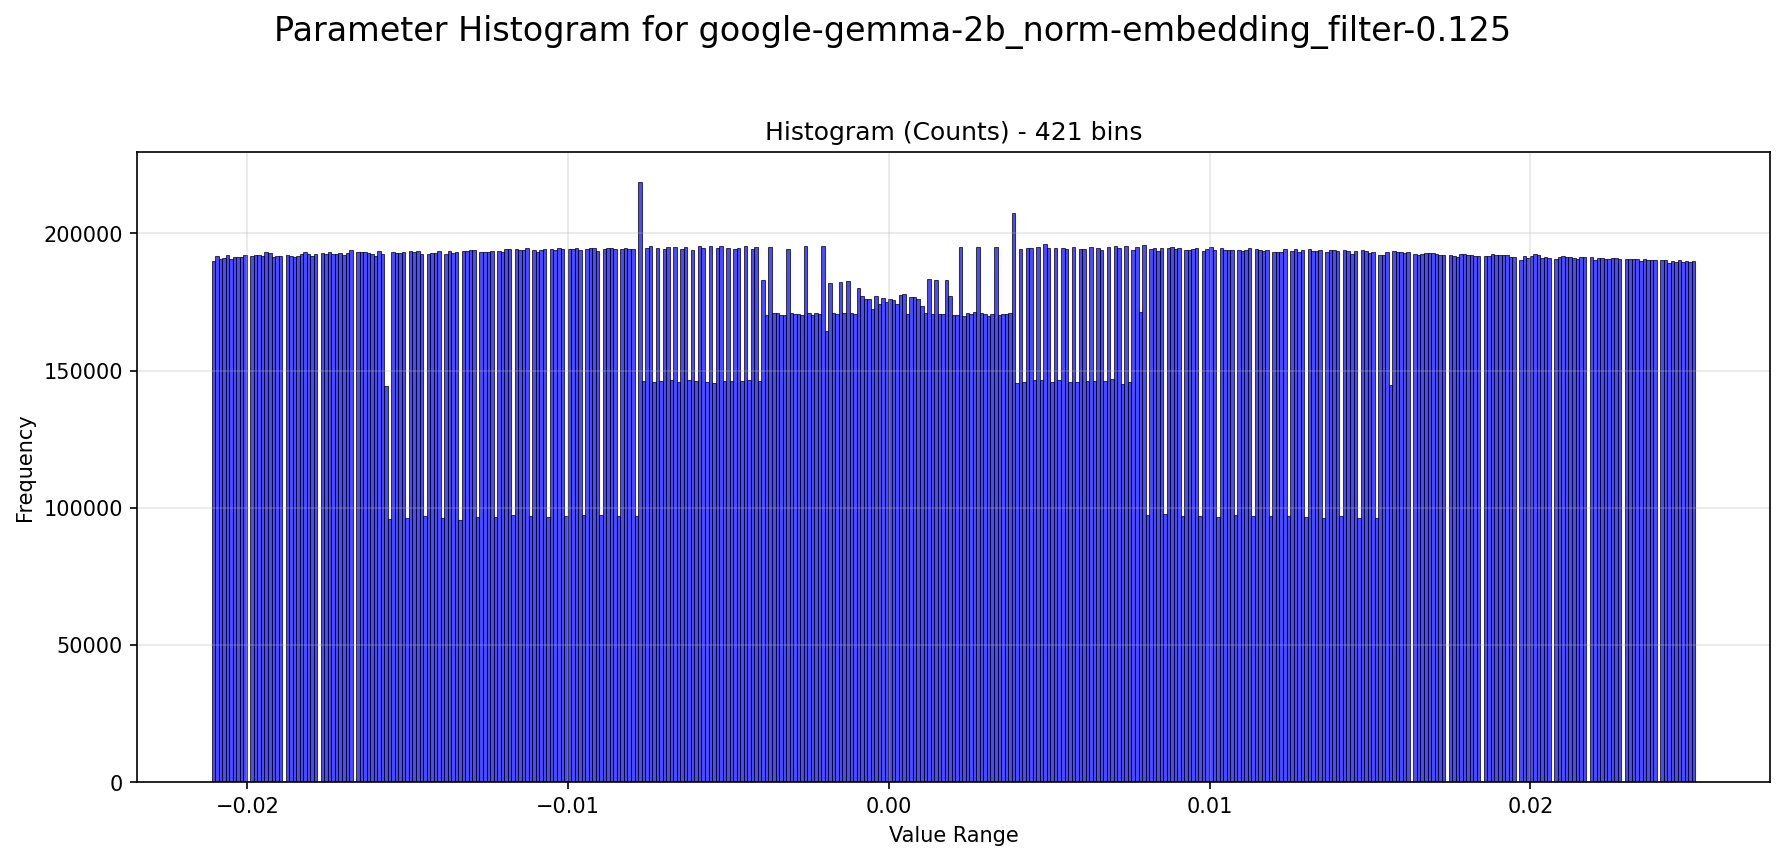 Parameter Histogram for google-gemma-2b_norm-embedding_filter-0.125
Histogram (Counts) - 421 bins
200000
150000
100000
50000
0
Frequency
−0.02
−0.01
0.00
0.01
0.02
Value Range